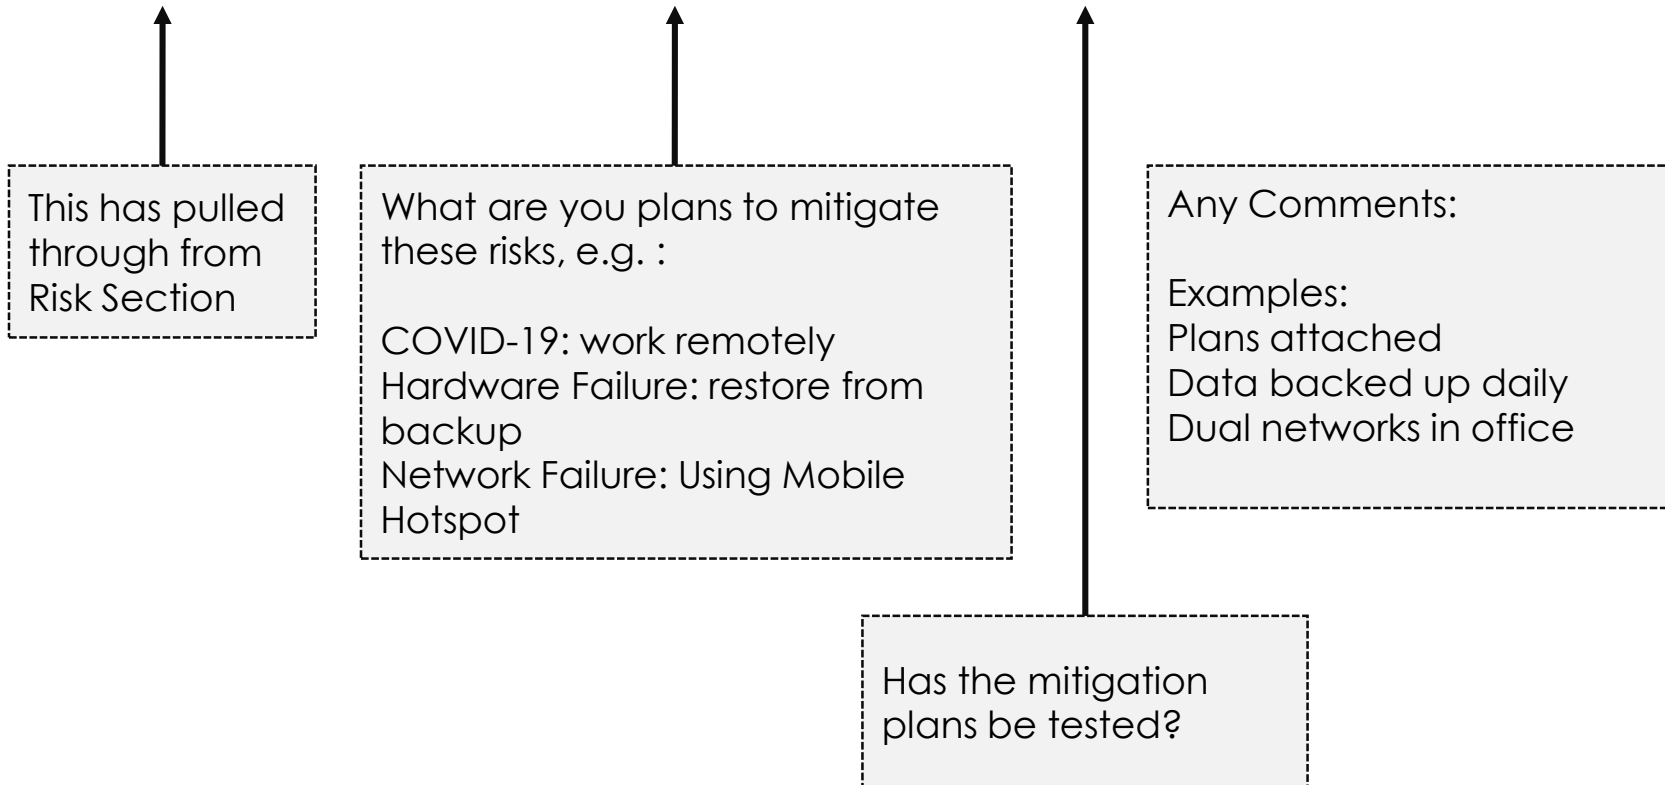 This has pulled
through from
Risk Section
What are you plans to mitigate
these risks, e.g. :
COVID-19: work remotely
Hardware Failure: restore from
backup
Network Failure: Using Mobile
Hotspot
Any Comments:
Examples:
Plans attached
Data backed up daily
Dual networks in office
Has the mitigation
plans be tested?